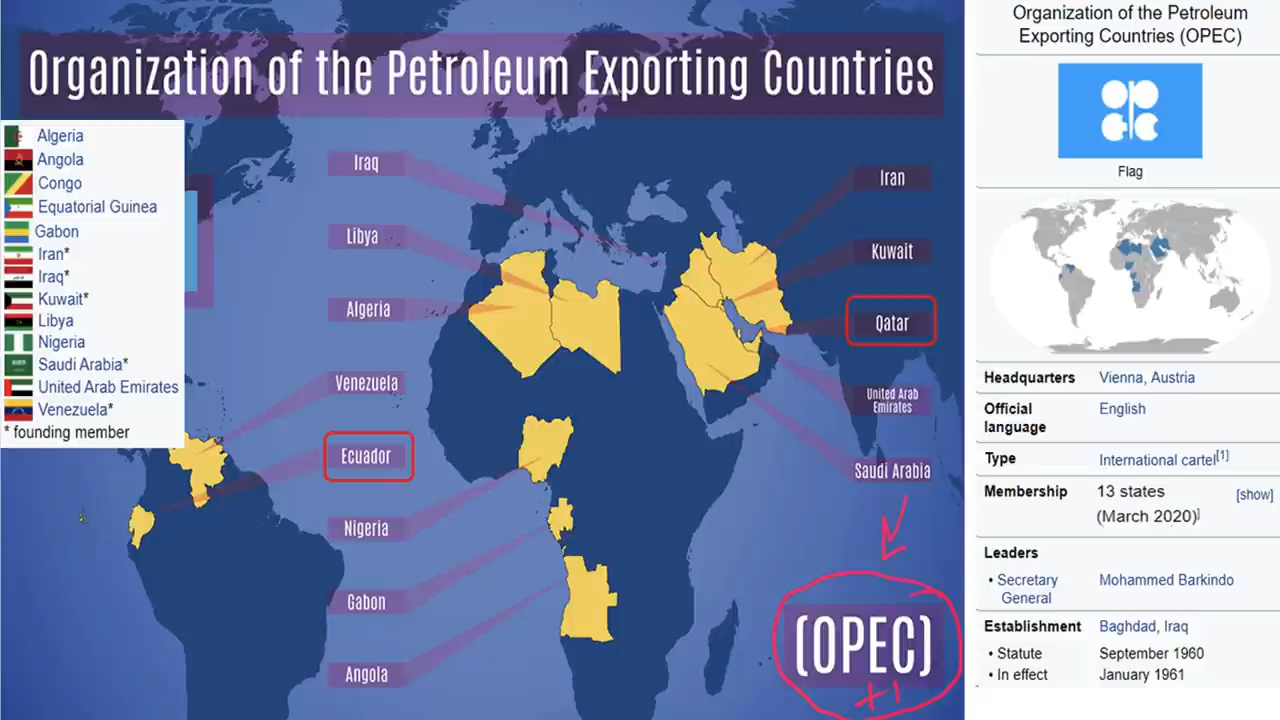 Organization of the Petroleum Exporting Countries
Algeria
Angola
Congo
Equatorial Guinea
Gabon
Iran*
Iraq*
Kuwait*
Libya
Nigeria
Saudi Arabia*
United Arab Emirates
Venezuela*
* founding member
Iraq
Libya
Algeria
Venezuela
Ecuador
Nigeria
Gabon
Angola
Iran
Kuwait
Qatar
United Arab
Emirates
Saudi Arabia
(OPEC)
+1
Organization of the Petroleum
Exporting Countries (OPEC)
Flag
Headquarters Vienna, Austria
Official English
language
Type International cartel[1]
Membership 13 states [show]
(March 2020)]
Leaders
• Secretary Mohammed Barkindo
General
Establishment Baghdad, Iraq
• Statute September 1960
• In effect January 1961